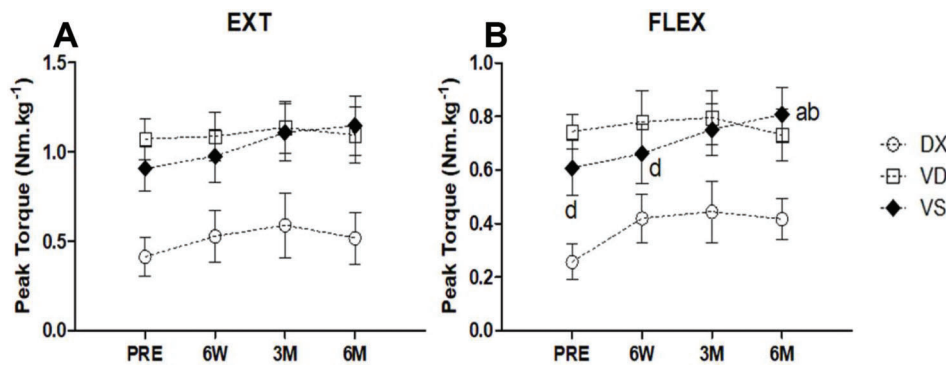 A
EXT
Peak Torque (Nm.kg-1)
1.5
1.0
0.5
0.0
PRE 6W 3M 6M
B
FLEX
Peak Torque (Nm.kg-1)
1.0
0.8
0.6
0.4
0.2
0.0
ab
d
d
PRE 6W 3M 6M
DX
VD
VS